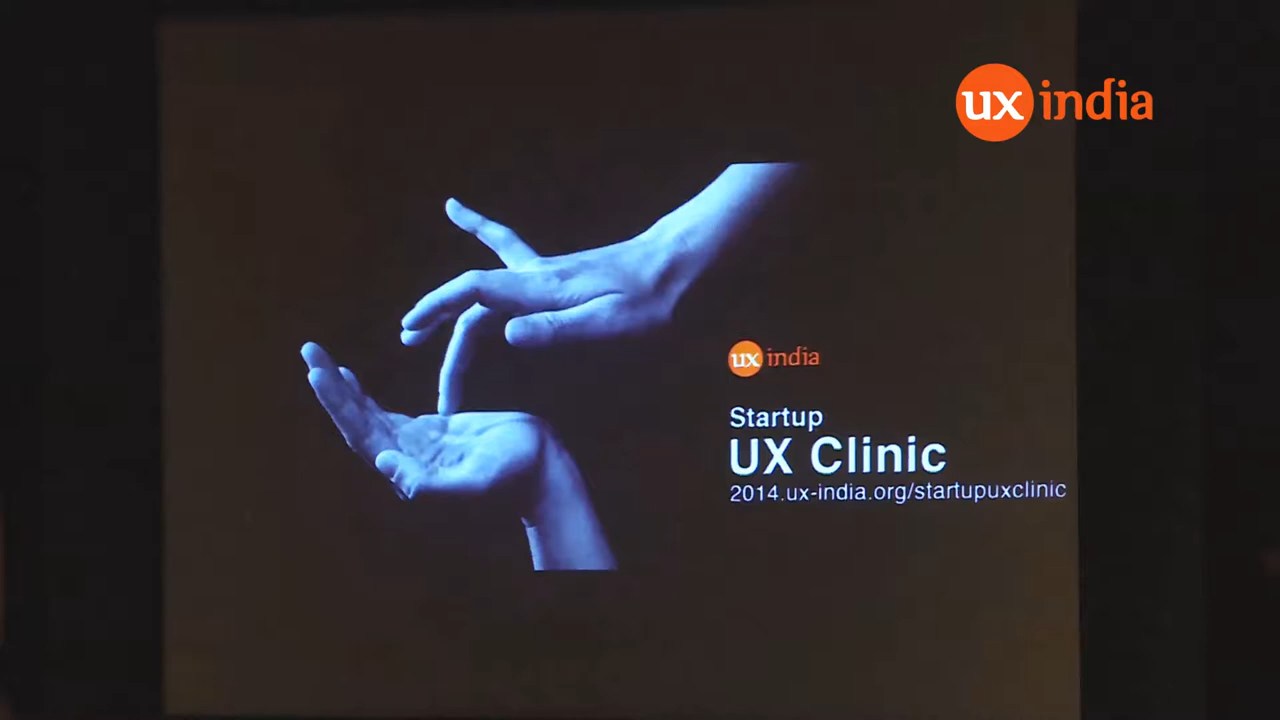 ux india
ux india
Startup
UX Clinic
2014.ux-india.org/startupuxclinic